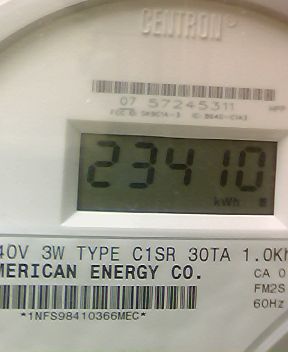 CENTRON
07 57245311
23410
kWh
40V 3W TYPE C1SR 30TA 1.0Kh
MERICAN ENERGY CO.
CA 0
FM2S
60Hz
*1NFS98410366MEC*